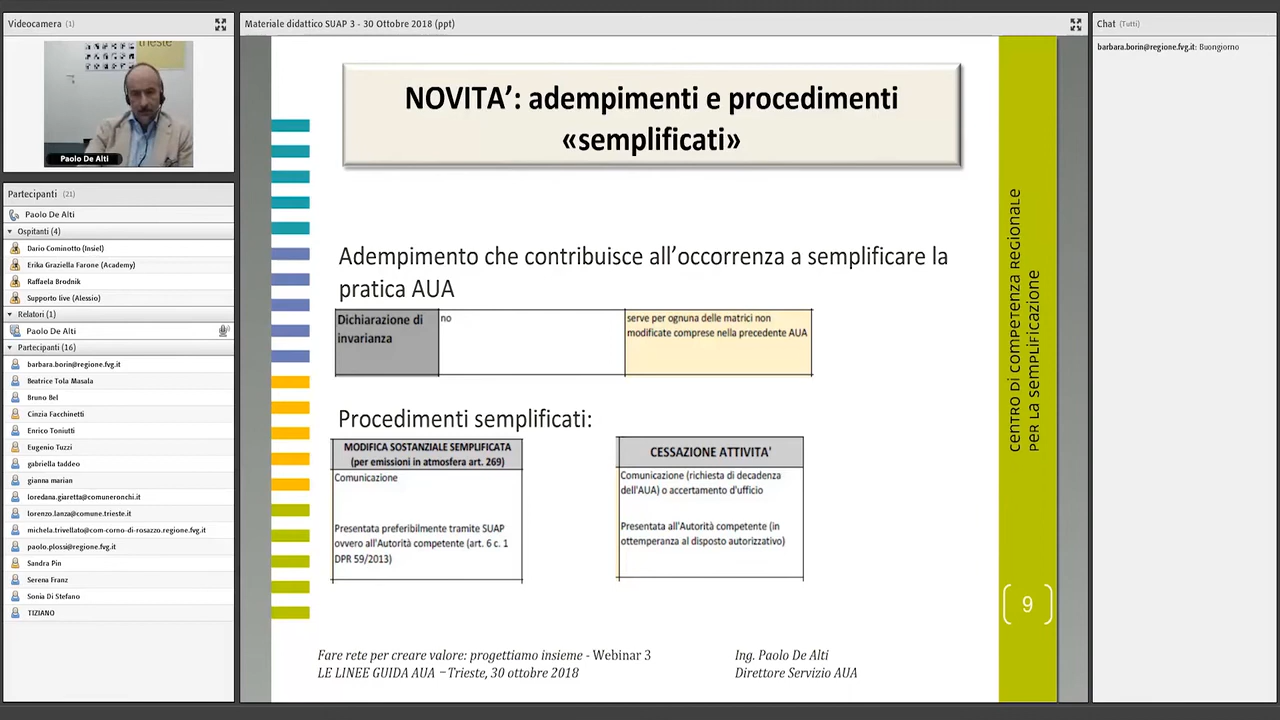 Videocamera (1)
trieste
Paolo De Alti
Partecipanti (21)
Paolo De Alti
Ospitanti (4)
Dario Cominotto (Insiel)
Erika Graziella Farone (Academy)
Raffaela Brodnik
Supporto live (Alessio)
Relatori (1)
Paolo De Alti
Partecipanti (16)
barbara.borin@regione.fvg.it
Beatrice Tola Masala
Bruno Bel
Cinzia Facchinetti
Enrico Toniutti
Eugenio Tuzzi
gabriella taddeo
gianna marian
loredana.giaretta@comuneronchi.it
lorenzo.lanza@comune.trieste.it
michela.trivellato@com-corno-di-rosazzo.regione.fvg.it
paolo.plossi@regione.fvg.it
Sandra Pin
Serena Franz
Sonia Di Stefano
TIZIANO
Materiale didattico SUAP 3 - 30 Ottobre 2018 (ppt)
NOVITA’: adempimenti e procedimenti
«semplificati»
Adempimento che contribuisce all’occorrenza a semplificare la
pratica AUA
Dichiarazione di
invarianza
no
serve per ognuna delle matrici non
modificate comprese nella precedente AUA
Procedimenti semplificati:
MODIFICA SOSTANZIALE SEMPLIFICATA
(per emissioni in atmosfera art. 269)
Comunicazione
Presentata preferibilmente tramite SUAP
ovvero all'Autorità competente (art. 6 c. 1
DPR 59/2013)
CESSAZIONE ATTIVITA'
Comunicazione (richiesta di decadenza
dell'AUA) o accertamento d'ufficio
Presentata all'Autorità competente (in
ottemperanza al disposto autorizzativo)
Fare rete per creare valore: progettiamo insieme - Webinar 3
LE LINEE GUIDA AUA –Trieste, 30 ottobre 2018
Ing. Paolo De Alti
Direttore Servizio AUA
centro di competenza regionale
per la semplificazione
9
Chat (Tutti)
barbara.borin@regione.fvg.it: Buongiorno